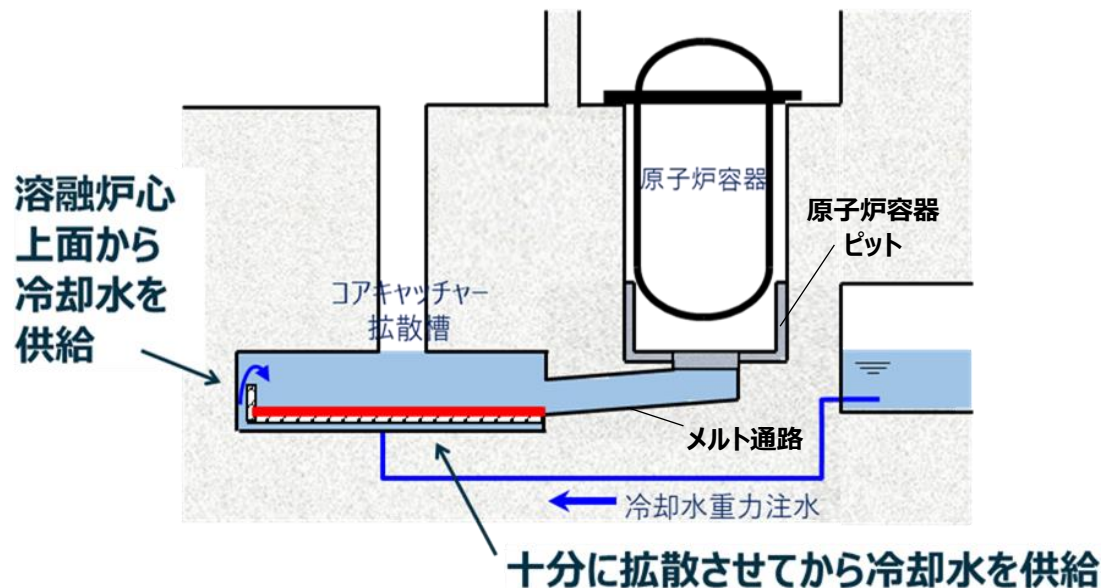 原子炉容器
原子炉容器
ピット
溶融炉心
上面から
冷却水を
供給
コアキャッチャー
拡散槽
メルト通路
冷却水重力注水
十分に拡散させてから冷却水を供給